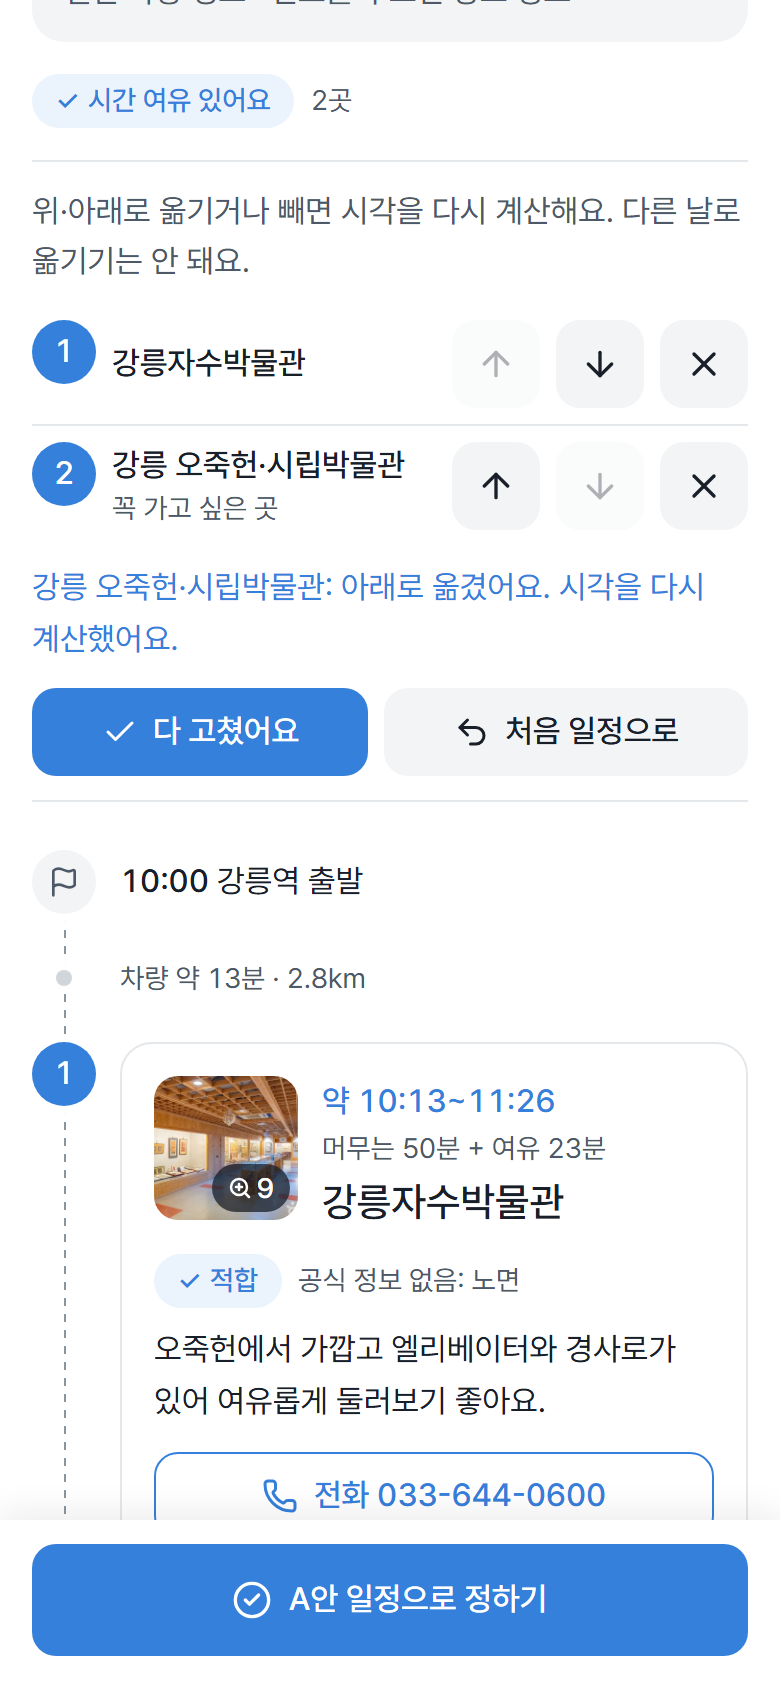 시간 여유 있어요 2곳
위·아래로 옮기거나 빼면 시각을 다시 계산해요. 다른 날로
옮기기는 안 돼요.
1 강릉자수박물관
2 강릉 오죽헌·시립박물관
꼭 가고 싶은 곳
강릉 오죽헌·시립박물관: 아래로 옮겼어요. 시각을 다시
계산했어요.
다 고쳤어요 처음 일정으로
10:00 강릉역 출발
차량 약 13분 · 2.8km
1
약 10:13~11:26
머무는 50분 + 여유 23분
9
강릉자수박물관
적합 공식 정보 없음: 노면
오죽헌에서 가깝고 엘리베이터와 경사로가
있어 여유롭게 둘러보기 좋아요.
전화 033-644-0600
A안 일정으로 정하기